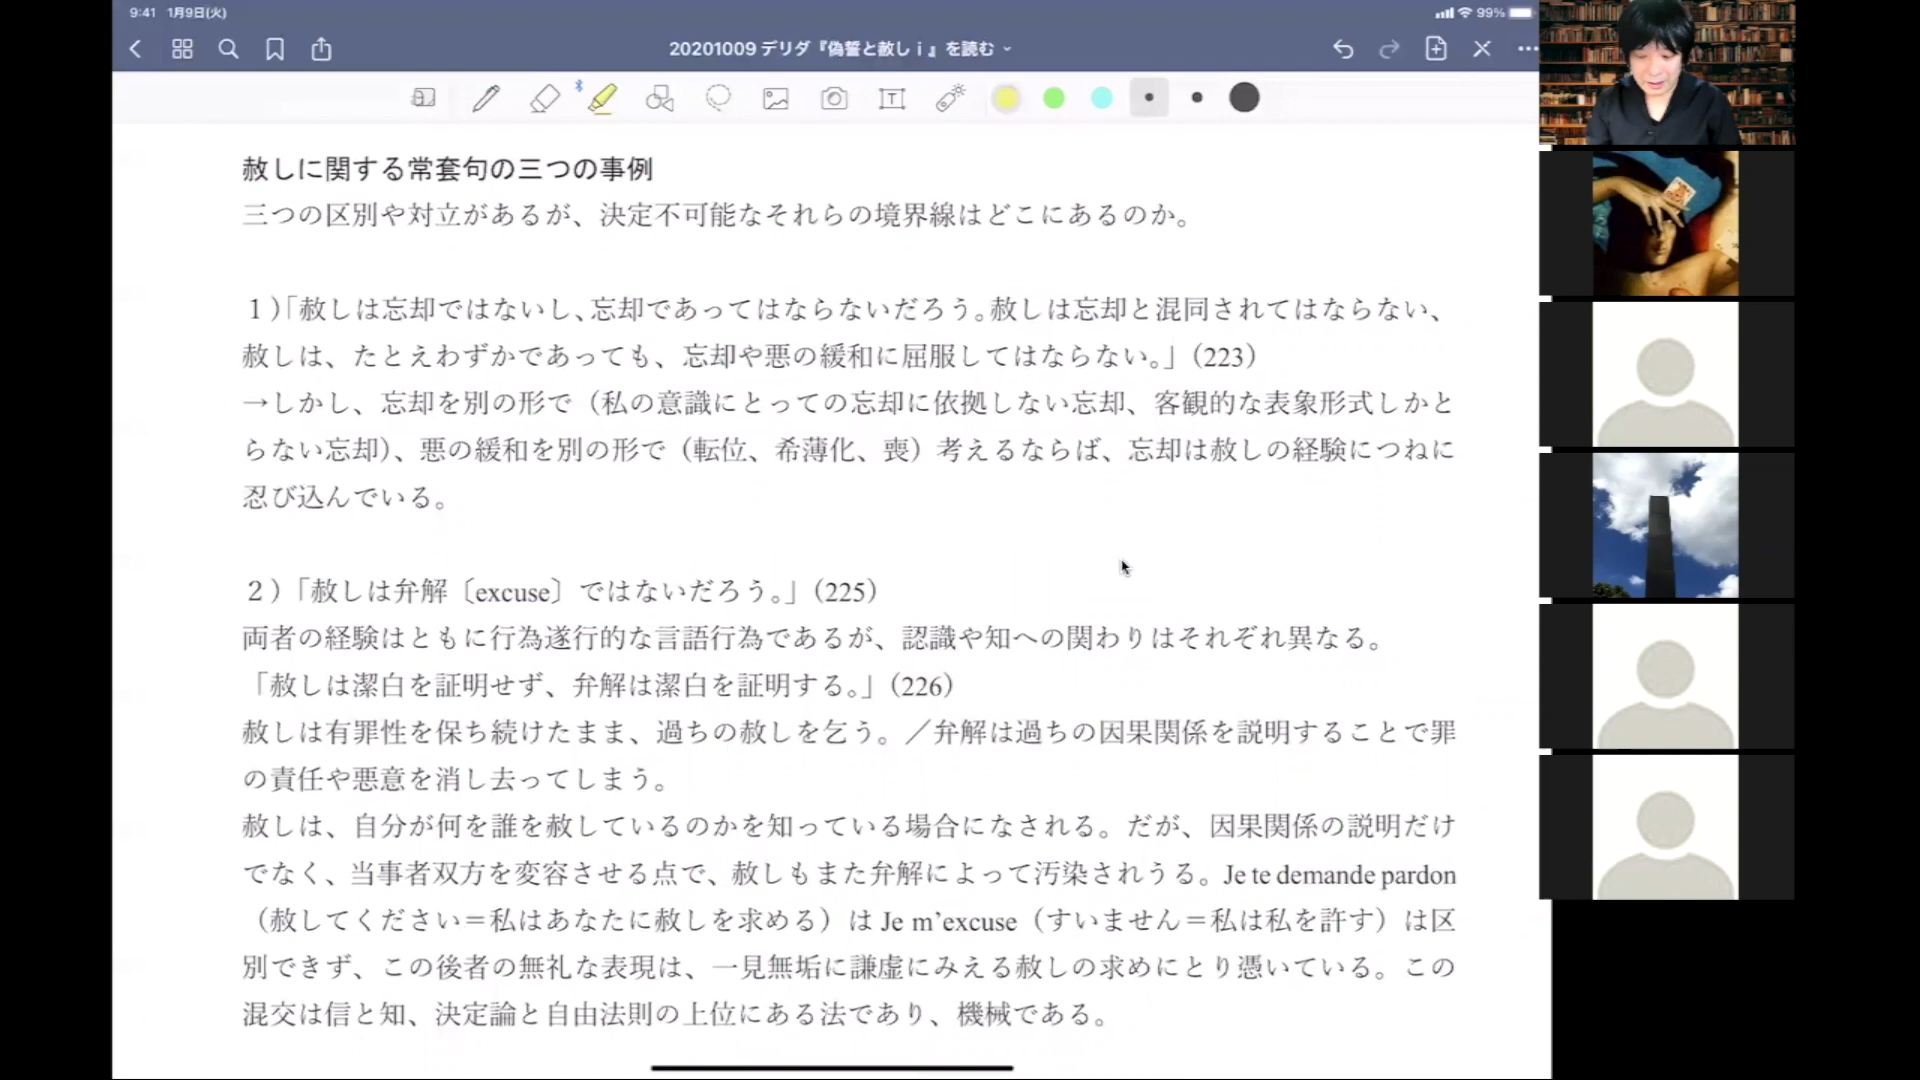 9:41 1月9日(火)
99%
20201009 デリダ『偽誓と赦しⅰ』を読む
赦しに関する常套句の三つの事例
三つの区別や対立があるが、決定不可能なそれらの境界線はどこにあるのか。
１)「赦しは忘却ではないし、忘却であってはならないだろう。赦しは忘却と混同されてはならない、
赦しは、たとえわずかであっても、忘却や悪の緩和に屈服してはならない。」（223）
→しかし、忘却を別の形で（私の意識にとっての忘却に依拠しない忘却、客観的な表象形式しかと
らない忘却）、悪の緩和を別の形で（転位、希薄化、喪）考えるならば、忘却は赦しの経験につねに
忍び込んでいる。
２)「赦しは弁解〔excuse〕ではないだろう。」（225）
両者の経験はともに行為遂行的な言語行為であるが、認識や知への関わりはそれぞれ異なる。
「赦しは潔白を証明せず、弁解は潔白を証明する。」（226）
赦しは有罪性を保ち続けたまま、過ちの赦しを乞う。／弁解は過ちの因果関係を説明することで罪
の責任や悪意を消し去ってしまう。
赦しは、自分が何を誰を赦しているのかを知っている場合になされる。だが、因果関係の説明だけ
でなく、当事者双方を変容させる点で、赦しもまた弁解によって汚染されうる。Je te demande pardon
（赦してください＝私はあなたに赦しを求める）は Je m’excuse（すいません＝私は私を許す）は区
別できず、この後者の無礼な表現は、一見無垢に謙虚にみえる赦しの求めにとり憑いている。この
混交は信と知、決定論と自由法則の上位にある法であり、機械である。